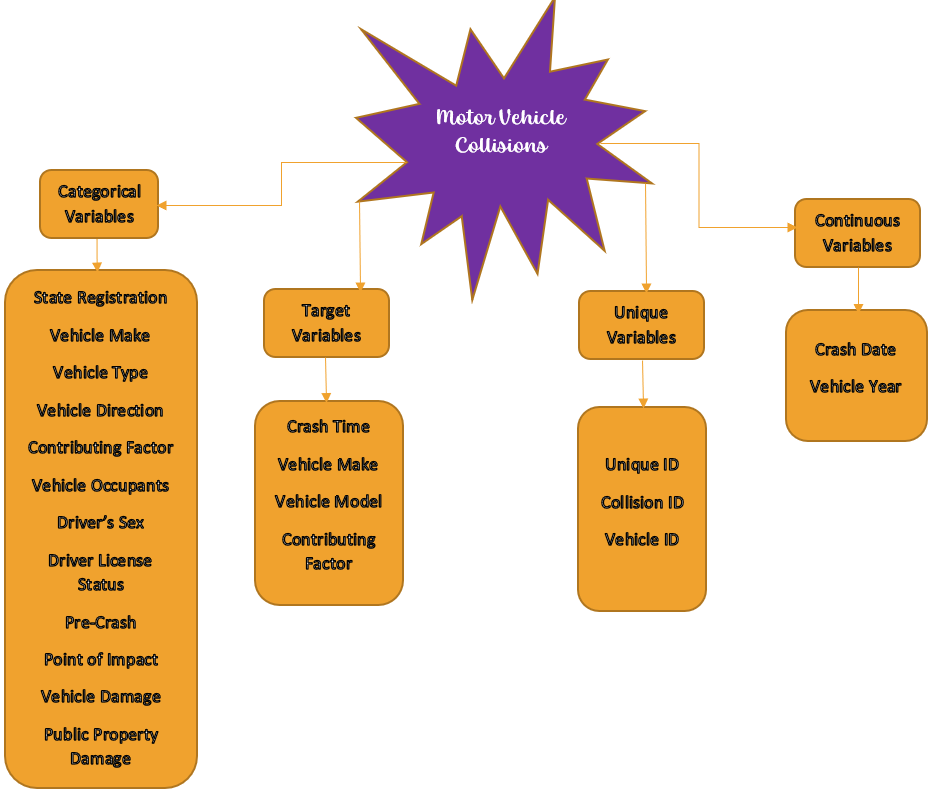 Motor Vehicle
Collisions
Categorical
Variables
State Registration
Vehicle Make
Vehicle Type
Vehicle Direction
Contributing Factor
Vehicle Occupants
Driver’s Sex
Driver License
Status
Pre-Crash
Point of Impact
Vehicle Damage
Public Property
Damage
Target
Variables
Crash Time
Vehicle Make
Vehicle Model
Contributing
Factor
Unique
Variables
Unique ID
Collision ID
Vehicle ID
Continuous
Variables
Crash Date
Vehicle Year